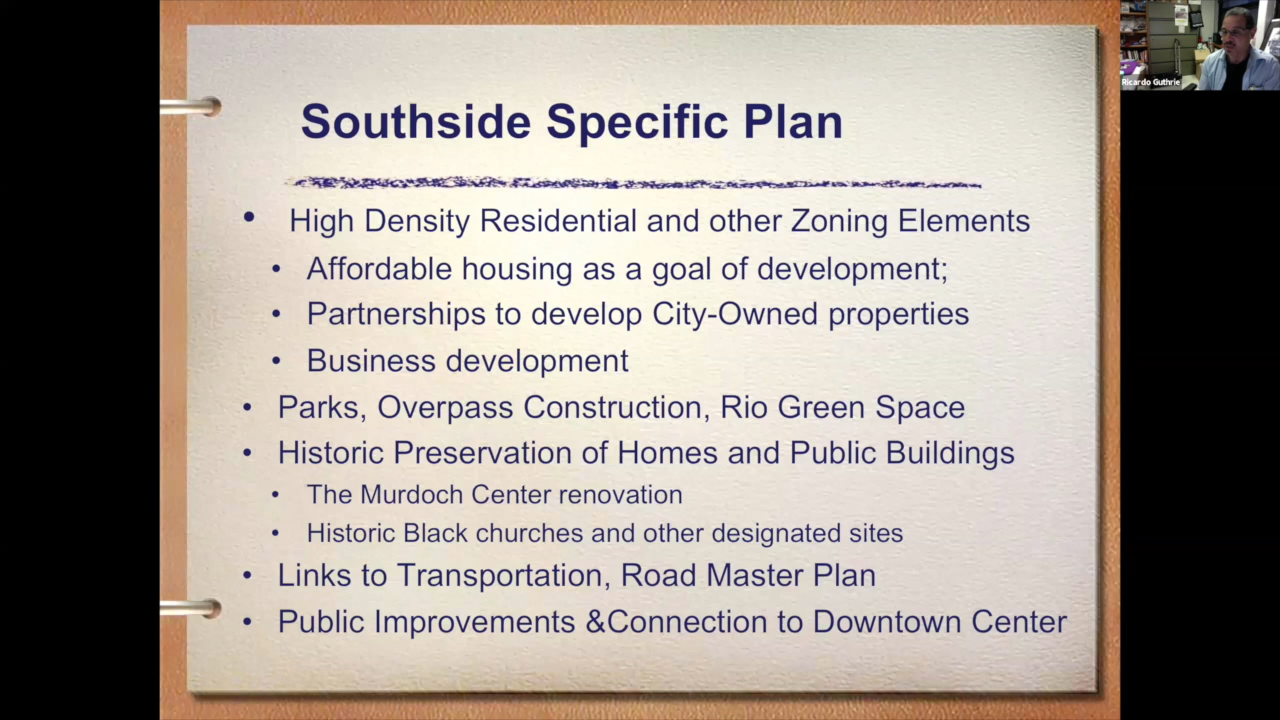 Southside Specific Plan
• High Density Residential and other Zoning Elements
• Affordable housing as a goal of development;
• Partnerships to develop City-Owned properties
• Business development
• Parks, Overpass Construction, Rio Green Space
• Historic Preservation of Homes and Public Buildings
• The Murdoch Center renovation
• Historic Black churches and other designated sites
• Links to Transportation, Road Master Plan
• Public Improvements &Connection to Downtown Center
Ricardo Guthrie